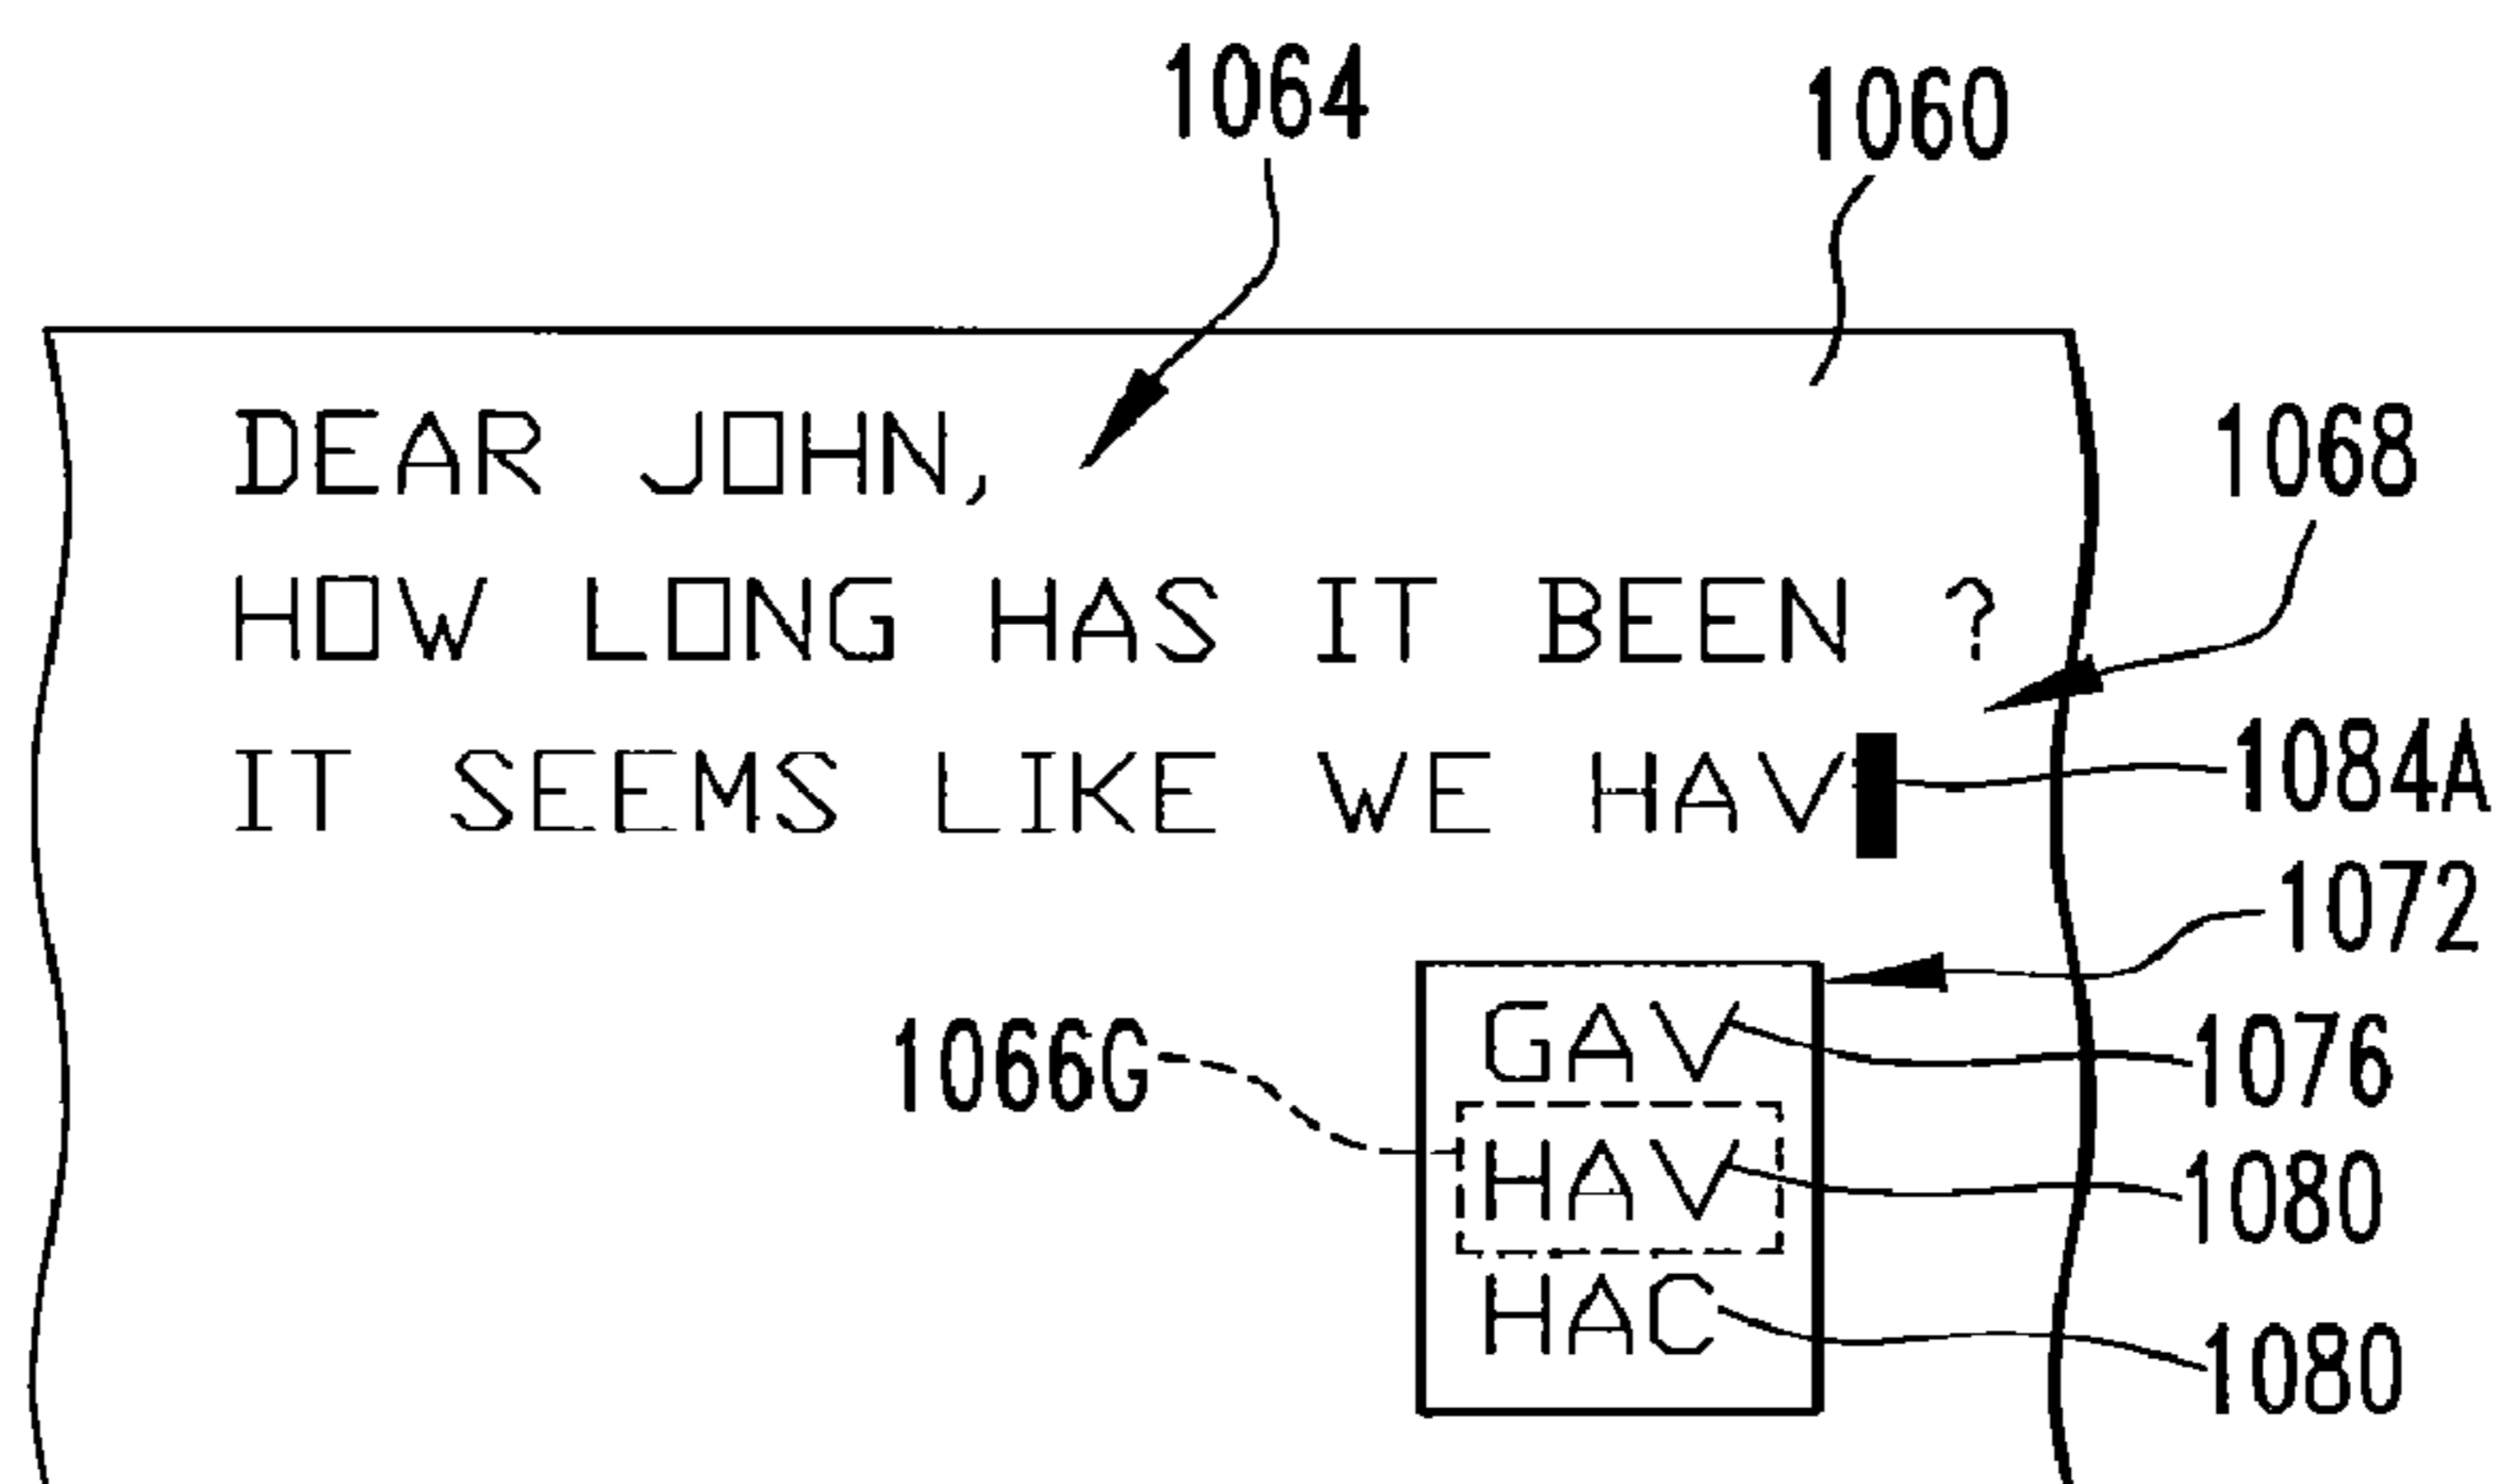 1064 1060
DEAR JOHN,
1068
HOW LONG HAS IT BEEN ?
IT SEEMS LIKE WE HAV
1084A
1072
GAV
1066G
1076
HAV
1080
HAC
1080